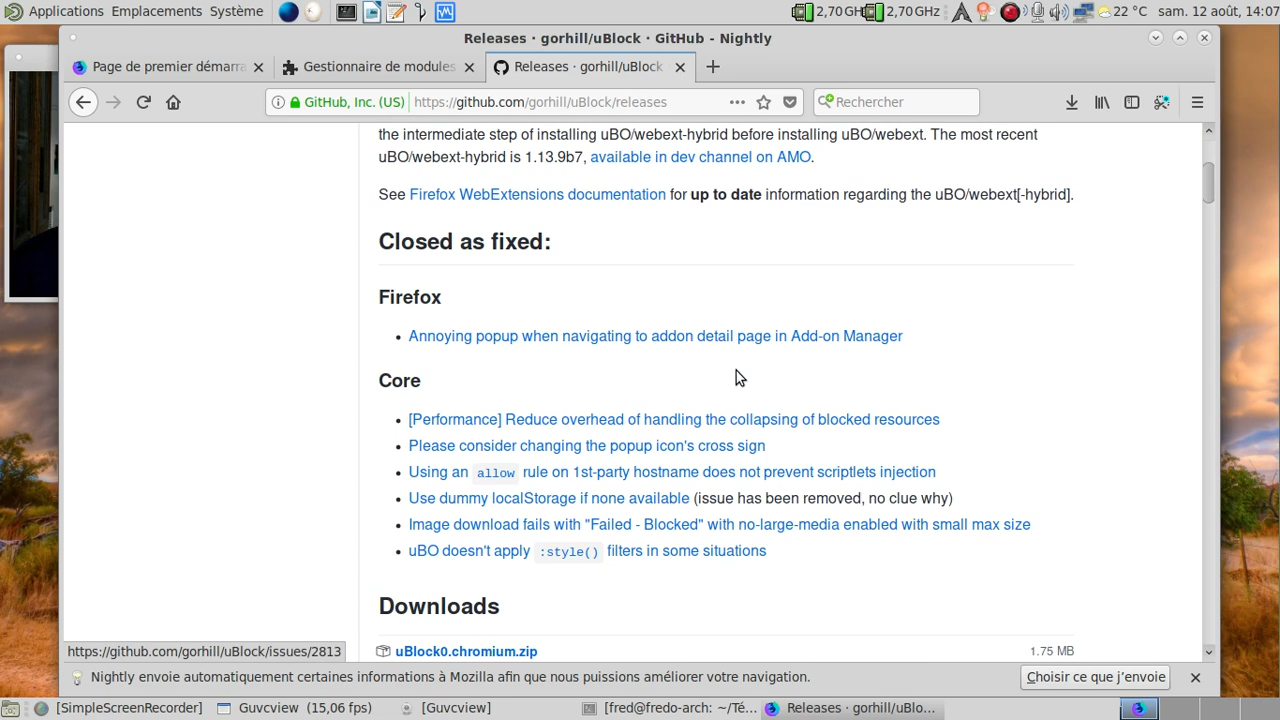 Applications Emplacements Système 2,70 GH 2,70 GHz 22 °C sam. 12 août, 14:07
Releases · gorhill/uBlock · GitHub - Nightly
Page de premier démarra Gestionnaire de modules Releases · gorhill/uBlock
GitHub, Inc. (US) https://github.com/gorhill/uBlock/releases Rechercher
the intermediate step of installing uBO/webext-hybrid before installing uBO/webext. The most recent
uBO/webext-hybrid is 1.13.9b7, available in dev channel on AMO.
See Firefox WebExtensions documentation for up to date information regarding the uBO/webext[-hybrid].
Closed as fixed:
Firefox
• Annoying popup when navigating to addon detail page in Add-on Manager
Core
• [Performance] Reduce overhead of handling the collapsing of blocked resources
• Please consider changing the popup icon's cross sign
• Using an allow rule on 1st-party hostname does not prevent scriptlets injection
• Use dummy localStorage if none available (issue has been removed, no clue why)
• Image download fails with "Failed - Blocked" with no-large-media enabled with small max size
• uBO doesn't apply :style() filters in some situations
Downloads
uBlock0.chromium.zip 1.75 MB
https://github.com/gorhill/uBlock/issues/2813
Nightly envoie automatiquement certaines informations à Mozilla afin que nous puissions améliorer votre navigation. Choisir ce que j'envoie
[SimpleScreenRecorder] Guvcview (15,06 fps) [Guvcview] [fred@fredo-arch: ~/Té... Releases · gorhill/uBlo...